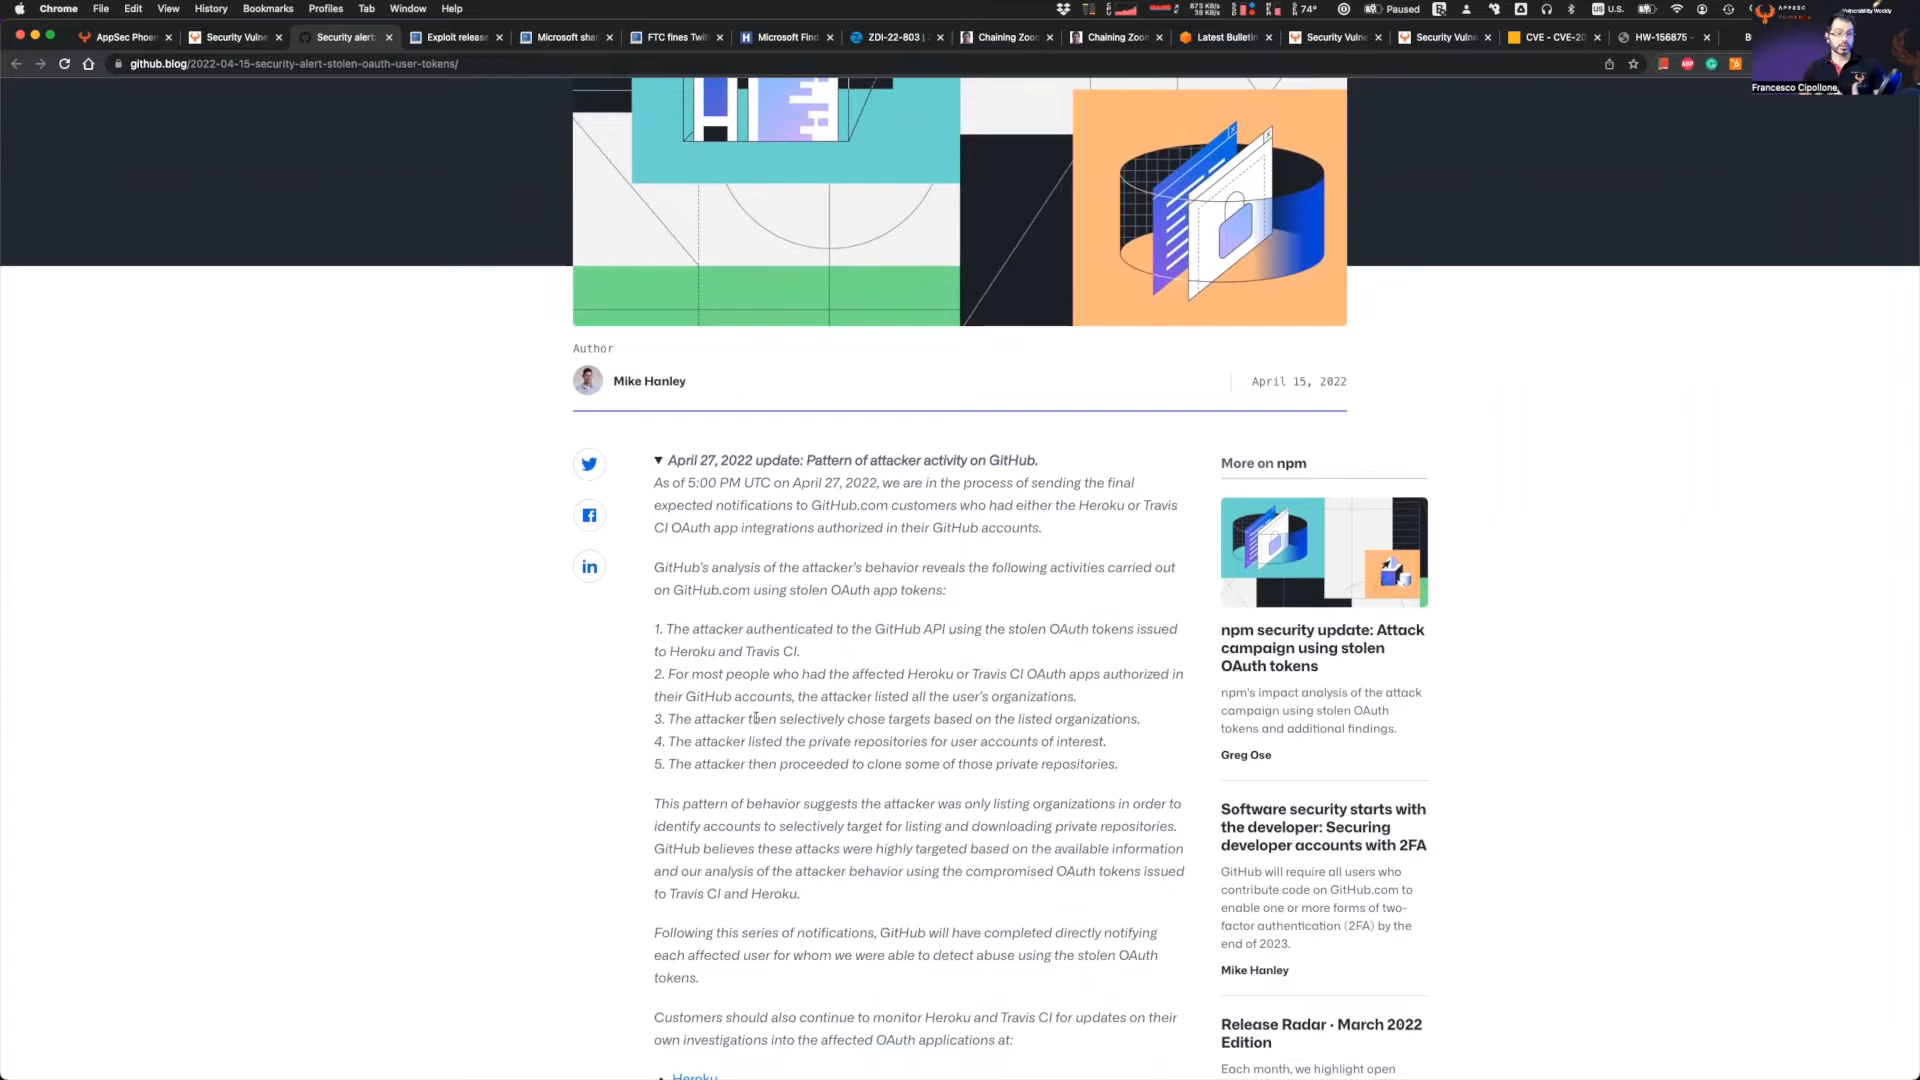 Chrome File Edit View History Bookmarks Profiles Tab Window Help
873 KB/s
38 KB/s
74°
Paused
U.S.
APPSEC
Vulnerability Weekly
AppSec Phoen
Security Vulne
Security alert:
Exploit release
Microsoft shar
FTC fines Twit
Microsoft Find
ZDI-22-803 |
Chaining Zoon
Chaining Zoon
Latest Bulletin
Security Vulne
Security Vulne
CVE - CVE-20
HW-156875 -
github.blog/2022-04-15-security-alert-stolen-oauth-user-tokens/
ABP
Francesco Cipollone
Author
Mike Hanley
April 15, 2022
April 27, 2022 update: Pattern of attacker activity on GitHub.
As of 5:00 PM UTC on April 27, 2022, we are in the process of sending the final
expected notifications to GitHub.com customers who had either the Heroku or Travis
CI OAuth app integrations authorized in their GitHub accounts.
GitHub's analysis of the attacker's behavior reveals the following activities carried out
on GitHub.com using stolen OAuth app tokens:
1. The attacker authenticated to the GitHub API using the stolen OAuth tokens issued
to Heroku and Travis CI.
2. For most people who had the affected Heroku or Travis CI OAuth apps authorized in
their GitHub accounts, the attacker listed all the user's organizations.
3. The attacker then selectively chose targets based on the listed organizations.
4. The attacker listed the private repositories for user accounts of interest.
5. The attacker then proceeded to clone some of those private repositories.
This pattern of behavior suggests the attacker was only listing organizations in order to
identify accounts to selectively target for listing and downloading private repositories.
GitHub believes these attacks were highly targeted based on the available information
and our analysis of the attacker behavior using the compromised OAuth tokens issued
to Travis CI and Heroku.
Following this series of notifications, GitHub will have completed directly notifying
each affected user for whom we were able to detect abuse using the stolen OAuth
tokens.
Customers should also continue to monitor Heroku and Travis CI for updates on their
own investigations into the affected OAuth applications at:
Heroku
More on npm
npm security update: Attack
campaign using stolen
OAuth tokens
npm's impact analysis of the attack
campaign using stolen OAuth
tokens and additional findings.
Greg Ose
Software security starts with
the developer: Securing
developer accounts with 2FA
GitHub will require all users who
contribute code on GitHub.com to
enable one or more forms of two-
factor authentication (2FA) by the
end of 2023.
Mike Hanley
Release Radar · March 2022
Edition
Each month, we highlight open